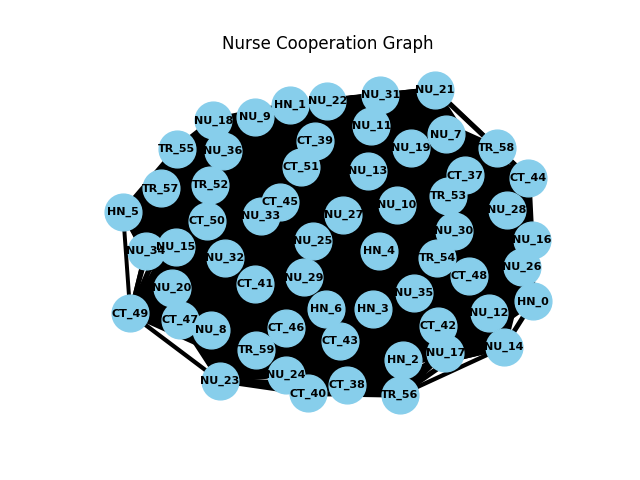 Nurse Cooperation Graph
NU_21
NU_31
NU_22
HN_1
NU_9
NU_18
NU_11
NU_7
CT_39
NU_19
TR_58
TR_55
NU_36
CT_51
NU_13
CT_37
CT_44
TR_52
TR_57
TR_53
CT_45
NU_10
NU_28
HN_5
NU_33
NU_27
CT_50
NU_30
NU_16
NU_25
NU_15
NU_34
HN_4
NU_32
TR_54
NU_26
CT_48
NU_29
CT_41
NU_20
NU_35
HN_0
HN_6
HN_3
CT_49
NU_12
CT_47
NU_8
CT_46
CT_42
CT_43
TR_59
NU_17
NU_14
HN_2
NU_24
NU_23
CT_38
CT_40
TR_56